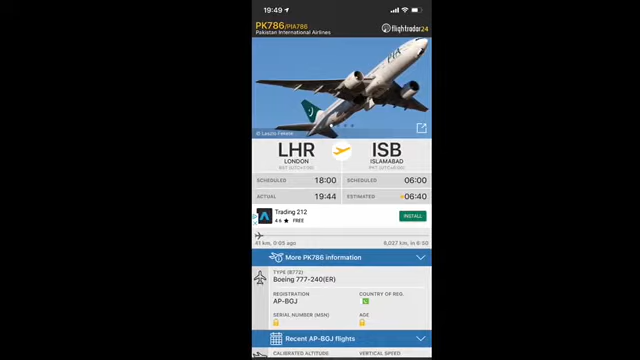 19:49
PK786/PIA786
Pakistan International Airlines
flightradar24
PIA
© Laszlo Fekete
LHR
LONDON
ISB
ISLAMABAD
SCHEDULED 18:00
SCHEDULED 06:00
ACTUAL 19:44
ESTIMATED 06:40
Trading 212
4.6 ★ FREE
INSTALL
41 km, 0:05 ago
6,027 km, in 6:50
More PK786 information
TYPE (B772)
Boeing 777-240(ER)
REGISTRATION
AP-BGJ
COUNTRY OF REG.
SERIAL NUMBER (MSN)
AGE
Recent AP-BGJ flights
CALIBRATED ALTITUDE
VERTICAL SPEED